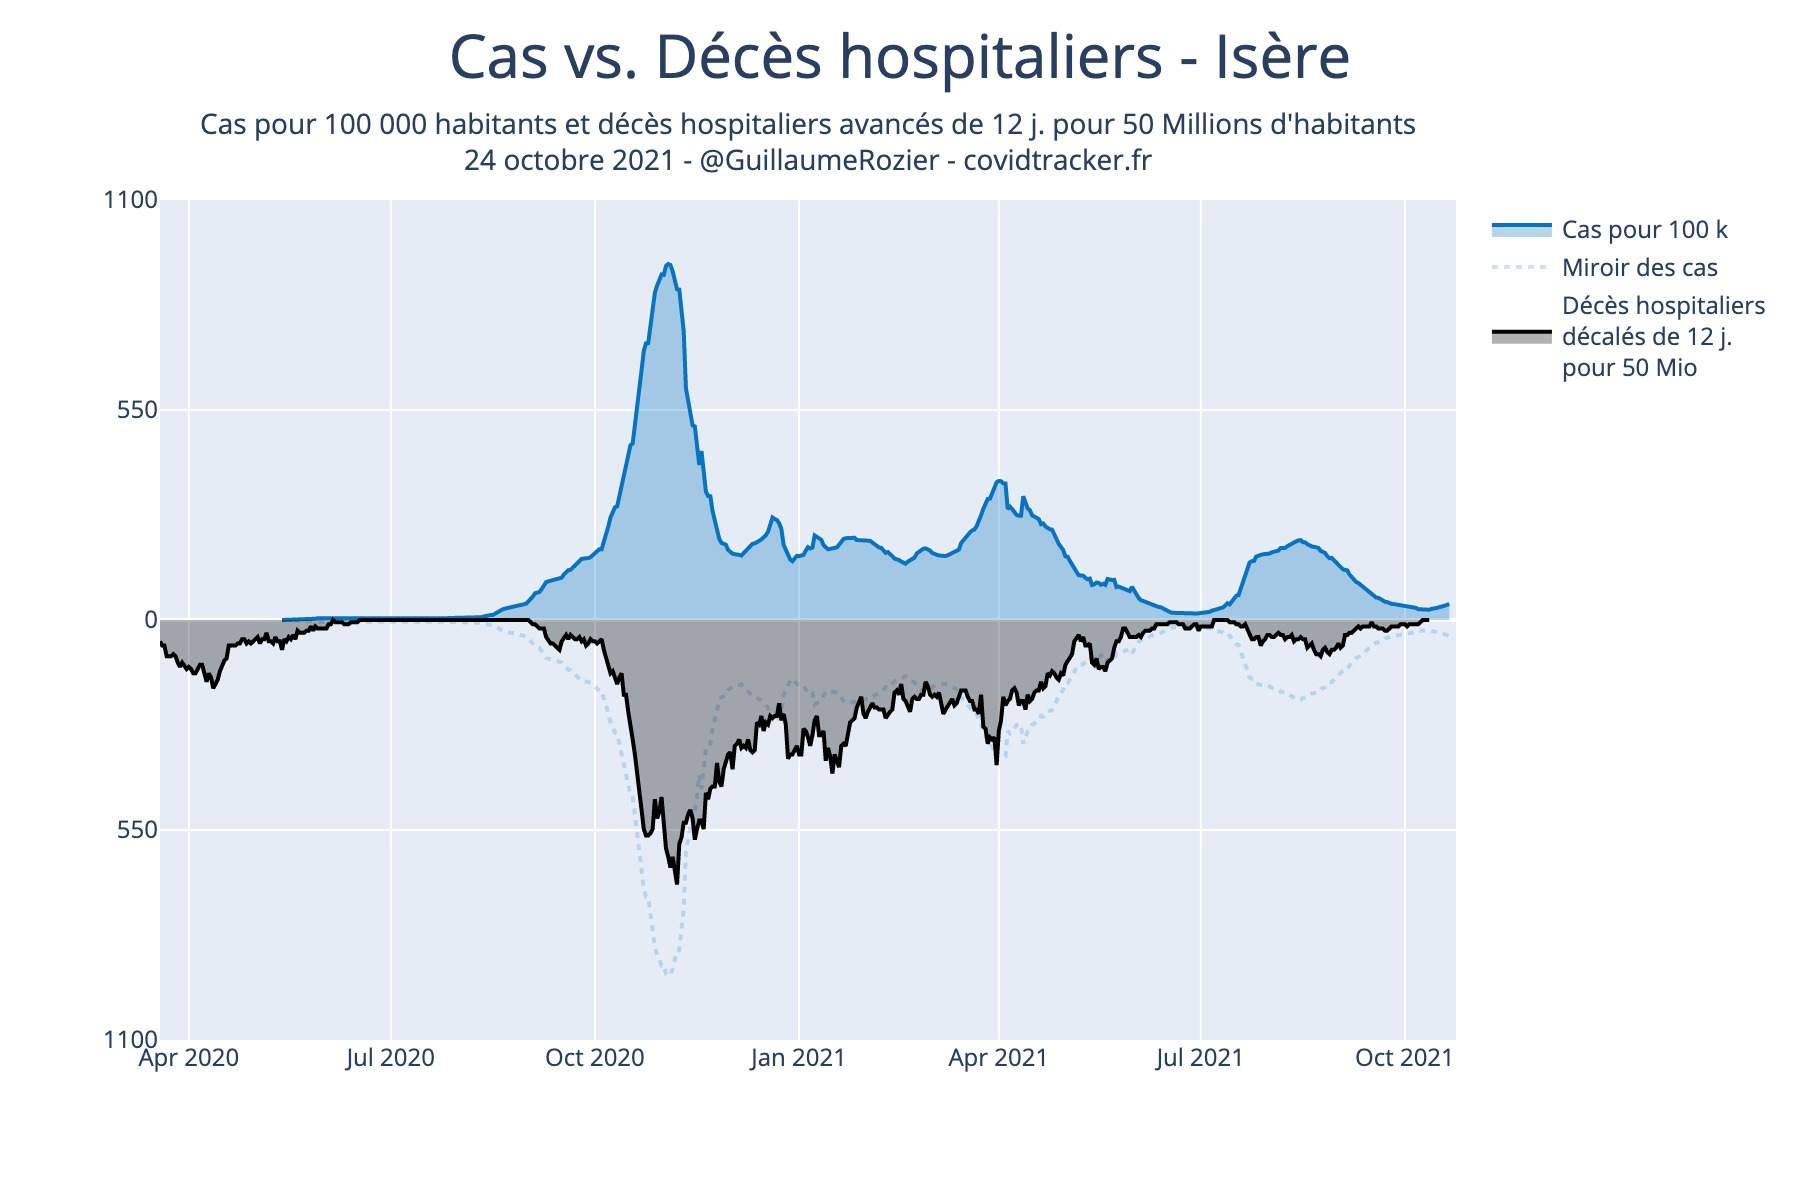 Cas vs. Décès hospitaliers - Isère
Cas pour 100 000 habitants et décès hospitaliers avancés de 12 j. pour 50 Millions d'habitants
24 octobre 2021 - @GuillaumeRozier - covidtracker.fr
1100
550
0
550
1100
Apr 2020
Jul 2020
Oct 2020
Jan 2021
Apr 2021
Jul 2021
Oct 2021
Cas pour 100 k
Miroir des cas
Décès hospitaliers
décalés de 12 j.
pour 50 Mio